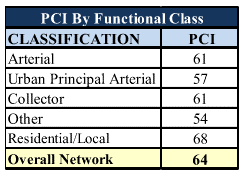 PCI By Functional Class
CLASSIFICATION PCI
Arterial 61
Urban Principal Arterial 57
Collector 61
Other 54
Residential/Local 68
Overall Network 64